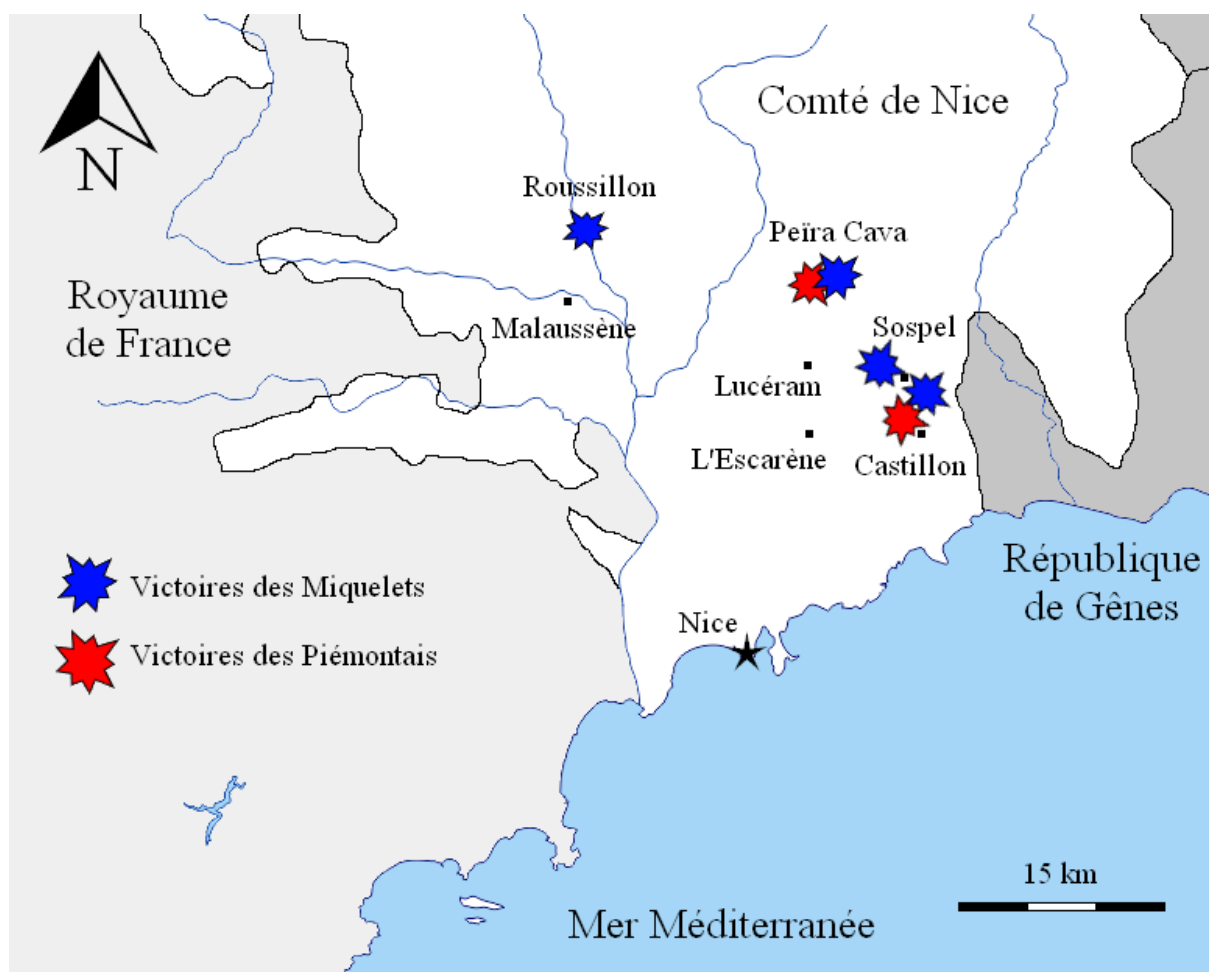 Comté de Nice
N
Roussillon
Peïra Cava
Royaume
de France
Malaussène
Sospel
Lucéram
L'Escarène
Castillon
République
de Gênes
Victoires des Miquelets
Nice
Victoires des Piémontais
15 km
Mer Méditerranée